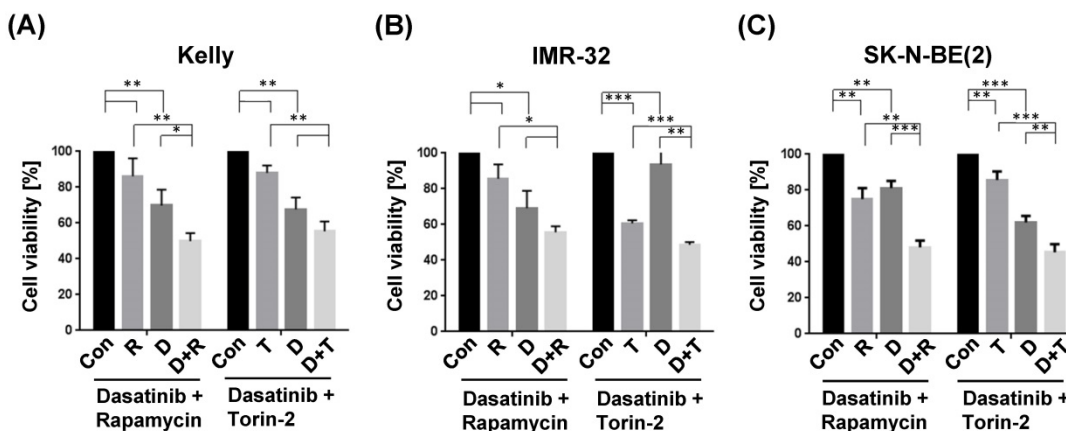 (A)
Kelly
** **
** **
* 
Cell viability [%]
100
80
60
40
20
0
Con R D D+R Con T D D+T
Dasatinib + Rapamycin
Dasatinib + Torin-2
(B)
IMR-32
* *** 
* ***
**
Cell viability [%]
100
80
60
40
20
0
Con R D D+R Con T D D+T
Dasatinib + Rapamycin
Dasatinib + Torin-2
(C)
SK-N-BE(2)
** ***
** **
** ***
*** **
Cell viability [%]
100
80
60
40
20
0
Con R D D+R Con T D D+T
Dasatinib + Rapamycin
Dasatinib + Torin-2